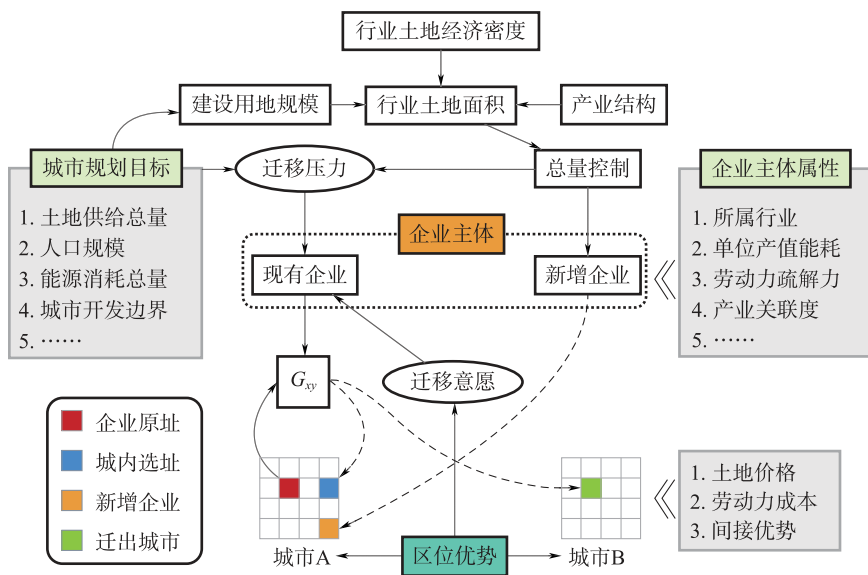 行业土地经济密度
建设用地规模
行业土地面积
产业结构
城市规划目标
迁移压力
总量控制
企业主体属性
1. 土地供给总量
2. 人口规模
3. 能源消耗总量
4. 城市开发边界
5. ……
企业主体
现有企业
新增企业
1. 所属行业
2. 单位产值能耗
3. 劳动力疏解力
4. 产业关联度
5. ……
Gxy
迁移意愿
企业原址
城内选址
新增企业
迁出城市
1. 土地价格
2. 劳动力成本
3. 间接优势
城市A
区位优势
城市B